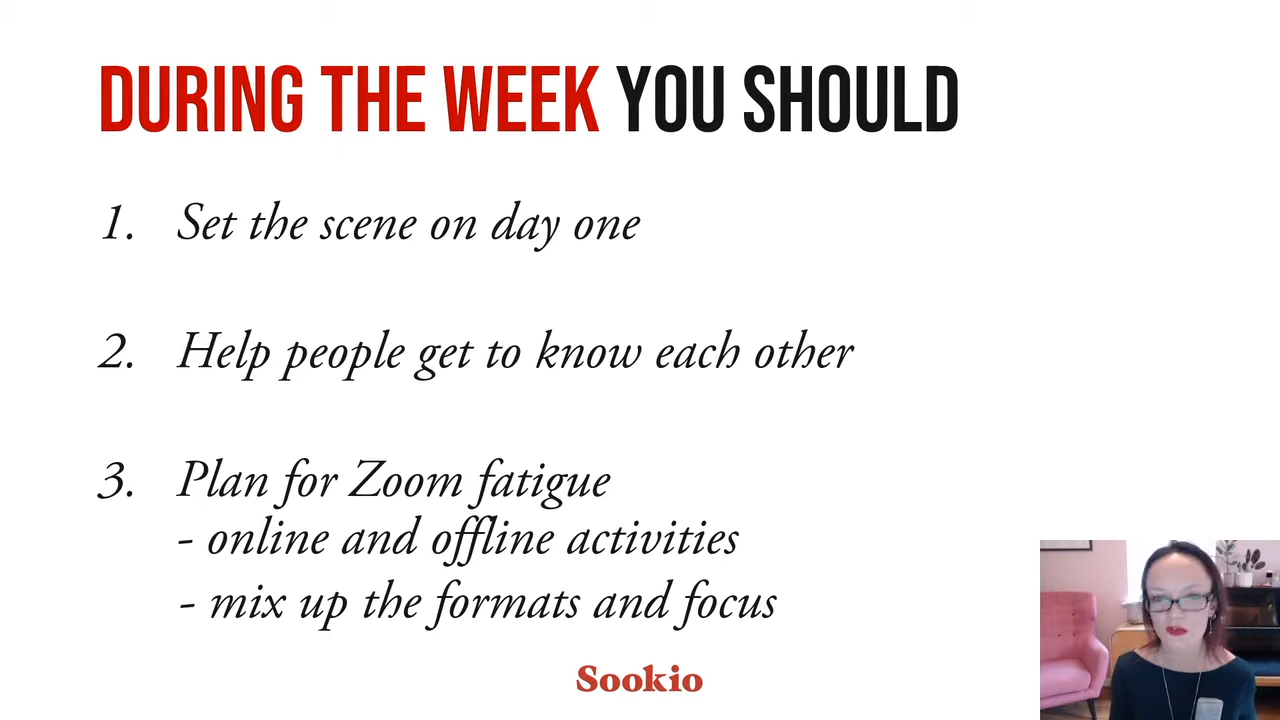 DURING THE WEEK YOU SHOULD
1. Set the scene on day one
2. Help people get to know each other
3. Plan for Zoom fatigue
- online and offline activities
- mix up the formats and focus
Sookio